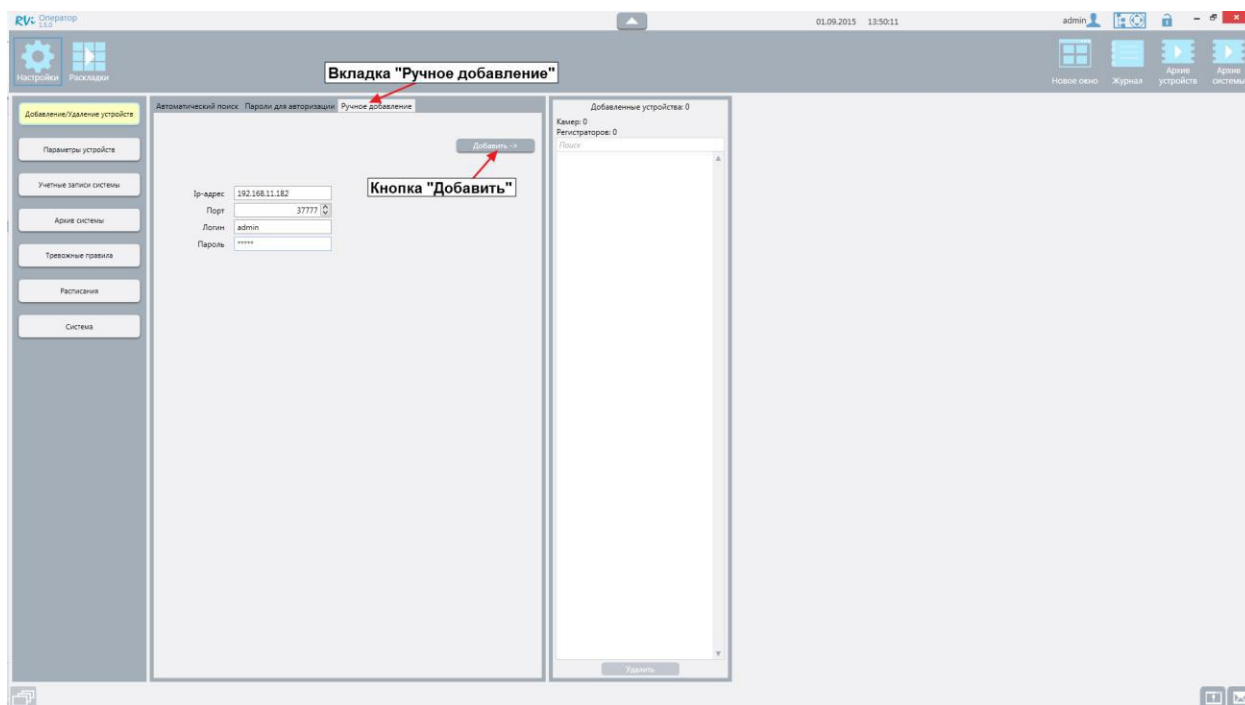 RVi Оператор
1.5.0
01.09.2015 13:50:11
admin
Настройки
Раскладки
Новое окно
Журнал
Архив устройств
Архив системы
Вкладка "Ручное добавление"
Добавление/Удаление устройств
Параметры устройств
Учетные записи системы
Архив системы
Тревожные правила
Расписания
Система
Автоматический поиск Пароли для авторизации Ручное добавление
Добавить ->
Кнопка "Добавить"
Ip-адрес 192.168.11.182
Порт 37777
Логин admin
Пароль *****
Добавленные устройства: 0
Камер: 0
Регистраторов: 0
Поиск
Удалить